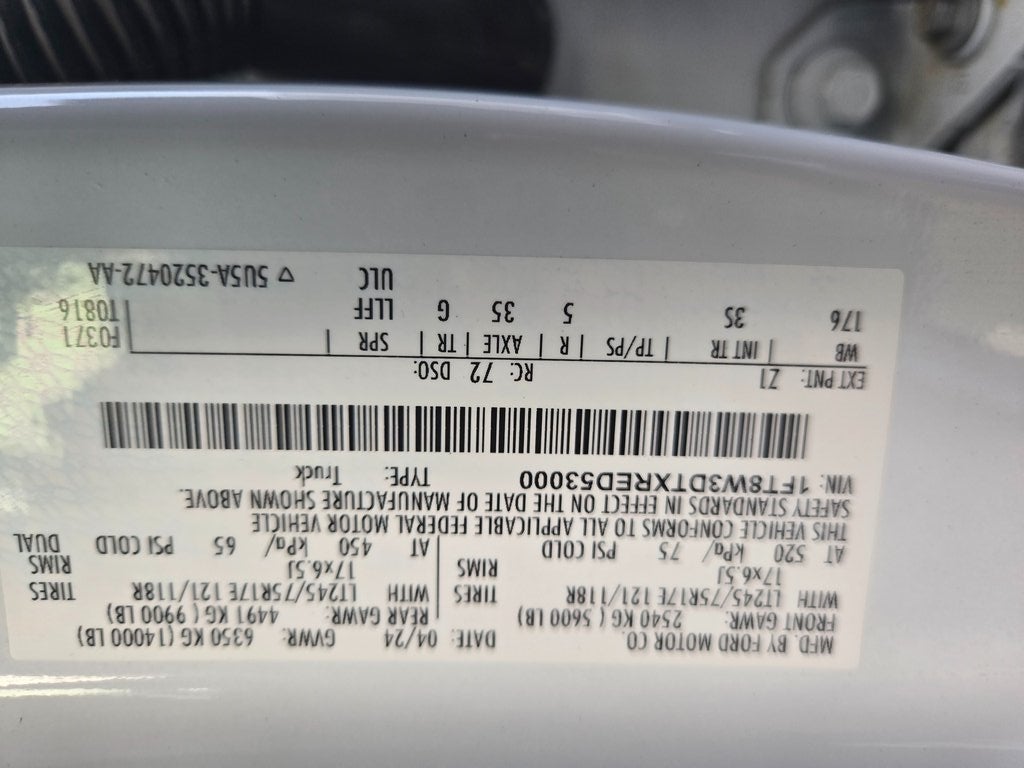 MFD. BY FORD MOTOR CO.
DATE: 04/24 GVWR: 6350 KG (14000 LB)
FRONT GAWR: 2540 KG ( 5600 LB)
REAR GAWR: 4491 KG ( 9900 LB)
WITH LT245/75R17E 121/118R TIRES
WITH LT245/75R17E 121/118R TIRES
17x6.5J RIMS
17x6.5J RIMS
AT 520 kPa/ 75 PSI COLD
AT 450 kPa/ 65 PSI COLD DUAL
THIS VEHICLE CONFORMS TO ALL APPLICABLE FEDERAL MOTOR VEHICLE
SAFETY STANDARDS IN EFFECT ON THE DATE OF MANUFACTURE SHOWN ABOVE.
VIN: 1FT8W3DTXRED53000 TYPE: Truck
EXT PNT: Z1 RC: 72 DSO:
WB | INT TR | TP/PS | R | AXLE | TR | SPR | F0371
176 3S 5 35 G LLFF T0816
ULC ▽ 5U5A-3520472-AA